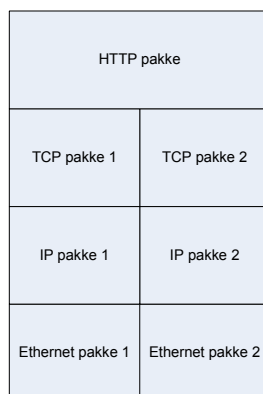 HTTP pakke
TCP pakke 1
TCP pakke 2
IP pakke 1
IP pakke 2
Ethernet pakke 1
Ethernet pakke 2